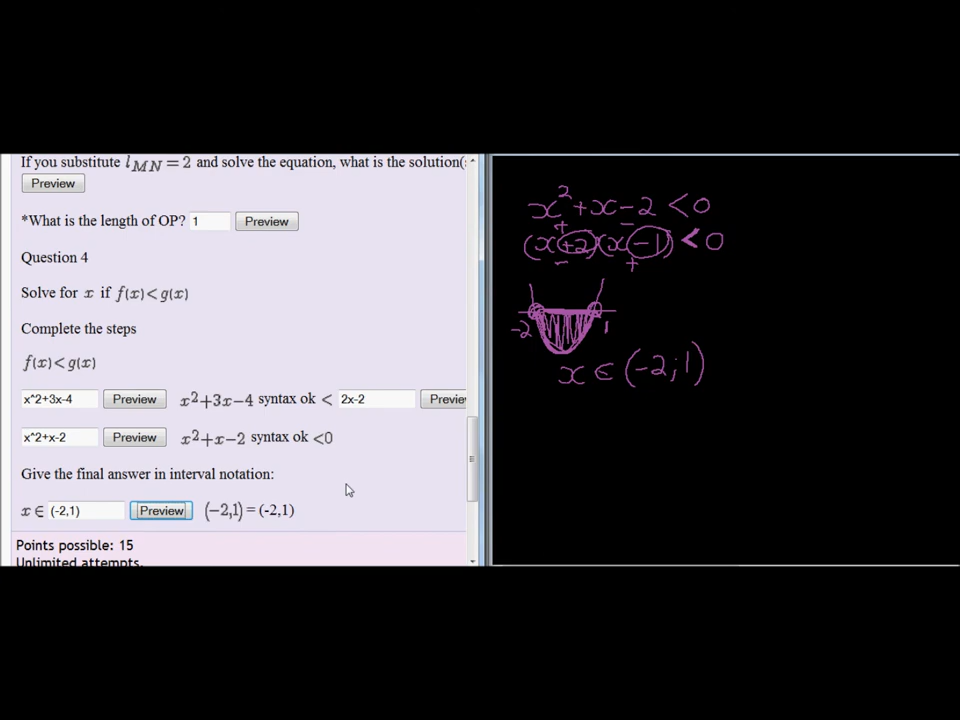 If you substitute l_MN = 2 and solve the equation, what is the solution(
Preview
*What is the length of OP? 1 Preview
Question 4
Solve for x if f(x)<g(x)
Complete the steps
f(x)<g(x)
x^2+3x-4 Preview x²+3x−4 syntax ok < 2x-2 Previe
x^2+x-2 Preview x²+x−2 syntax ok <0
Give the final answer in interval notation:
x∈ (-2,1) Preview (−2,1) = (-2,1)
Points possible: 15
Unlimited attempts.
x²+x−2 <0
+ −
(x+2)(x−1) <0
− +
-2 1
x ∈ (-2;1)